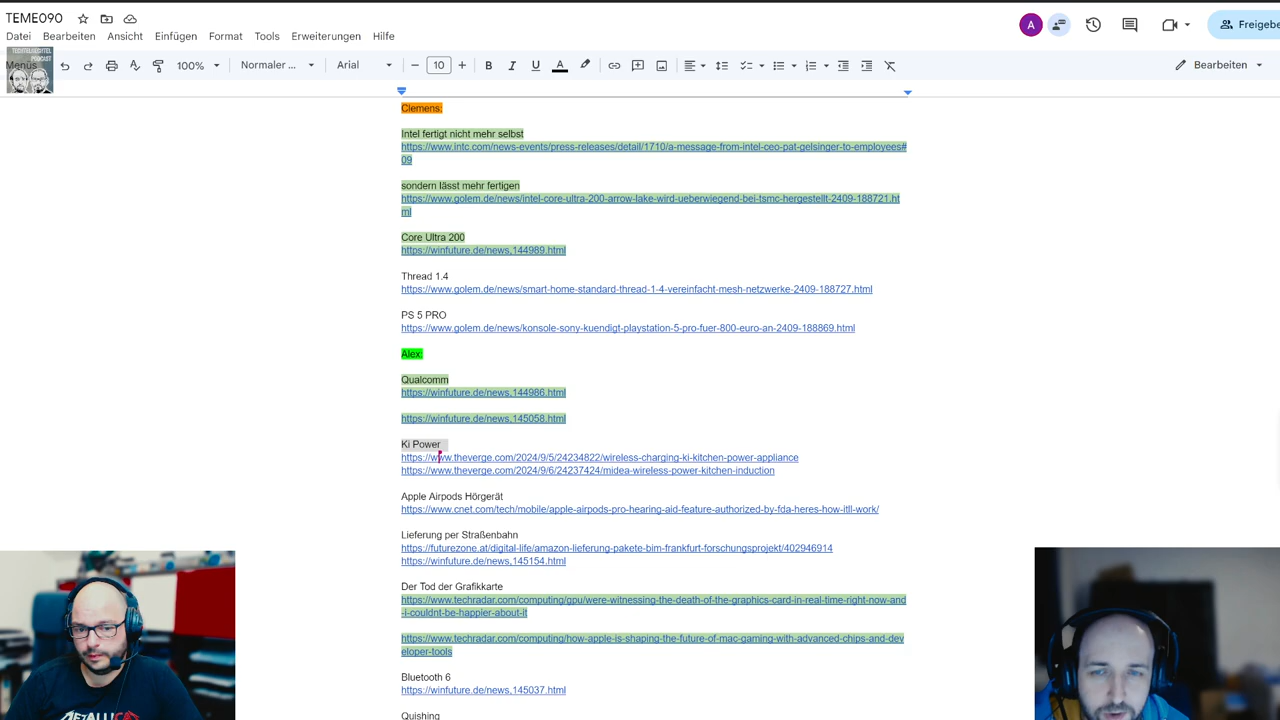 TEME090
A
Freigebe
Datei Bearbeiten Ansicht Einfügen Format Tools Erweiterungen Hilfe
TECHTELMECHTEL
PODCAST
Menüs 100% Normaler ... Arial 10 B I U A Bearbeiten
Clemens:
Intel fertigt nicht mehr selbst
https://www.intc.com/news-events/press-releases/detail/1710/a-message-from-intel-ceo-pat-gelsinger-to-employees#
09
sondern lässt mehr fertigen
https://www.golem.de/news/intel-core-ultra-200-arrow-lake-wird-ueberwiegend-bei-tsmc-hergestellt-2409-188721.ht
ml
Core Ultra 200
https://winfuture.de/news,144989.html
Thread 1.4
https://www.golem.de/news/smart-home-standard-thread-1-4-vereinfacht-mesh-netzwerke-2409-188727.html
PS 5 PRO
https://www.golem.de/news/konsole-sony-kuendigt-playstation-5-pro-fuer-800-euro-an-2409-188869.html
Alex:
Qualcomm
https://winfuture.de/news,144986.html
https://winfuture.de/news,145058.html
Ki Power
https://www.theverge.com/2024/9/5/24234822/wireless-charging-ki-kitchen-power-appliance
https://www.theverge.com/2024/9/6/24237424/midea-wireless-power-kitchen-induction
Apple Airpods Hörgerät
https://www.cnet.com/tech/mobile/apple-airpods-pro-hearing-aid-feature-authorized-by-fda-heres-how-itll-work/
Lieferung per Straßenbahn
https://futurezone.at/digital-life/amazon-lieferung-pakete-bim-frankfurt-forschungsprojekt/402946914
https://winfuture.de/news,145154.html
Der Tod der Grafikkarte
https://www.techradar.com/computing/gpu/were-witnessing-the-death-of-the-graphics-card-in-real-time-right-now-and
-i-couldnt-be-happier-about-it
https://www.techradar.com/computing/how-apple-is-shaping-the-future-of-mac-gaming-with-advanced-chips-and-dev
eloper-tools
Bluetooth 6
https://winfuture.de/news,145037.html
Quishing
METALLICA